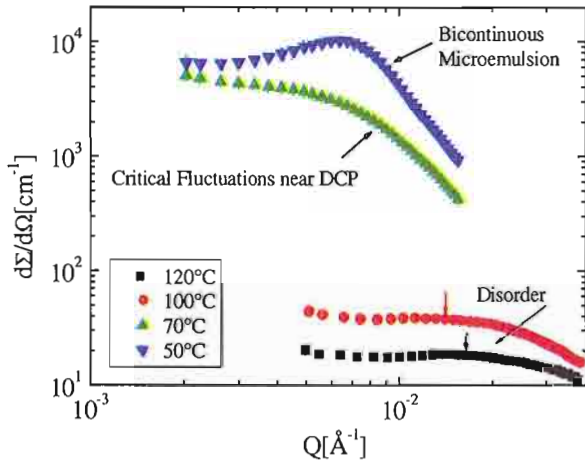 10^4
10^3
10^2
10^1
dΣ/dΩ[cm^-1]
Bicontinuous
Microemulsion
Critical Fluctuations near DCP
120°C
100°C
70°C
50°C
Disorder
10^-3
10^-2
Q[Å^-1]